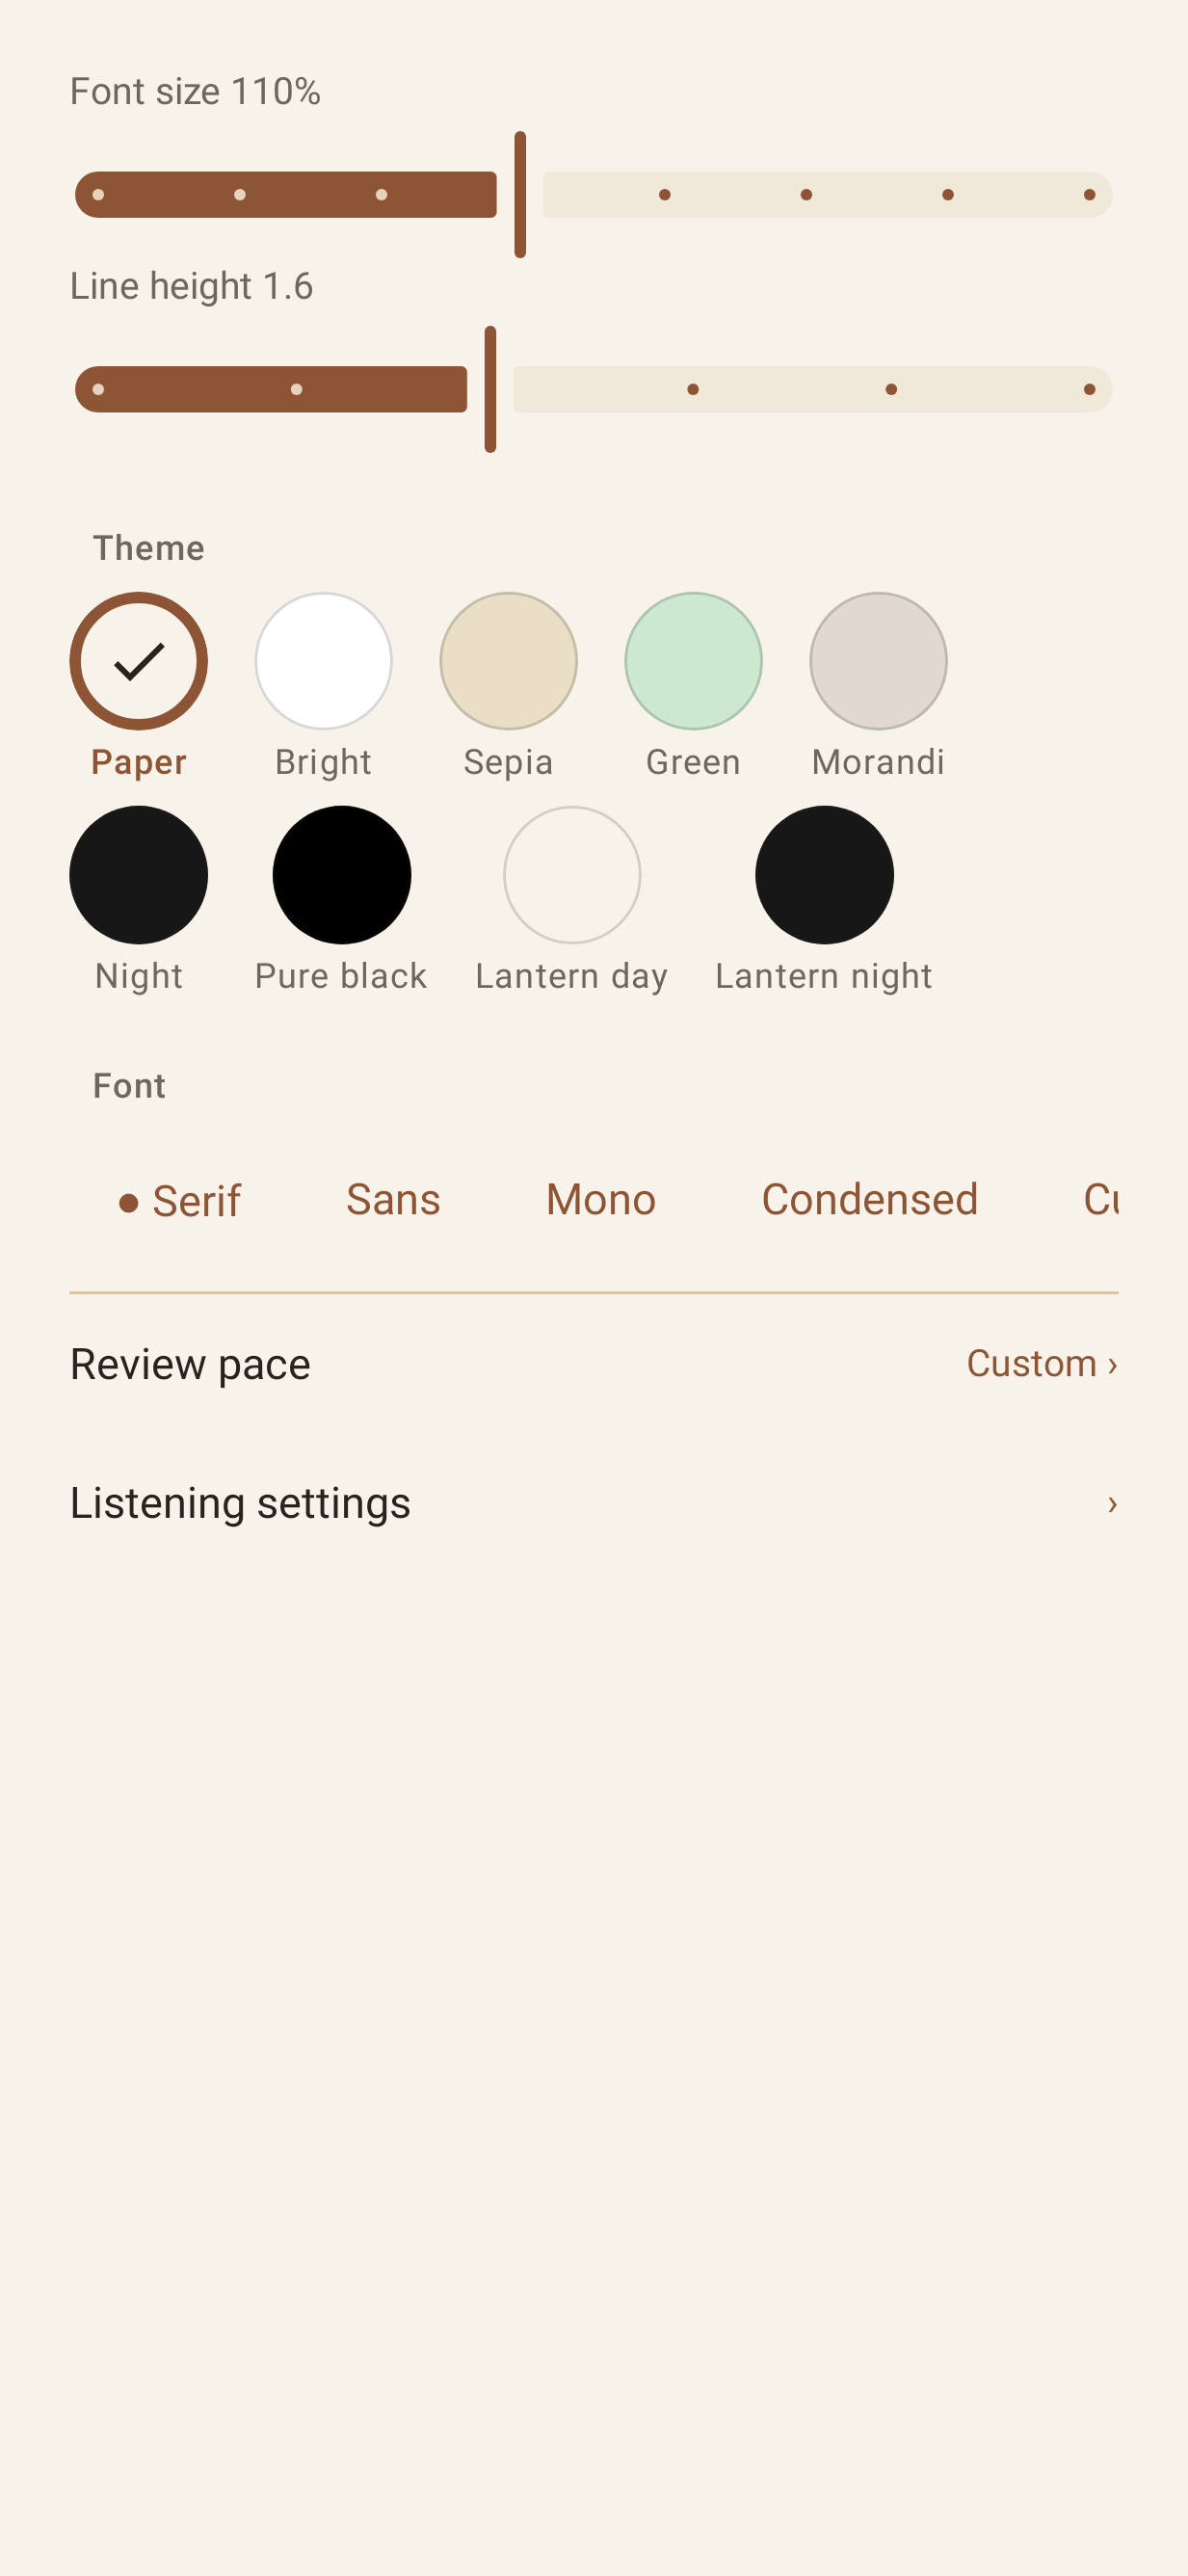 Font size 110%
Line height 1.6
Theme
Paper Bright Sepia Green Morandi
Night Pure black Lantern day Lantern night
Font
● Serif Sans Mono Condensed
Review pace Custom ›
Listening settings ›